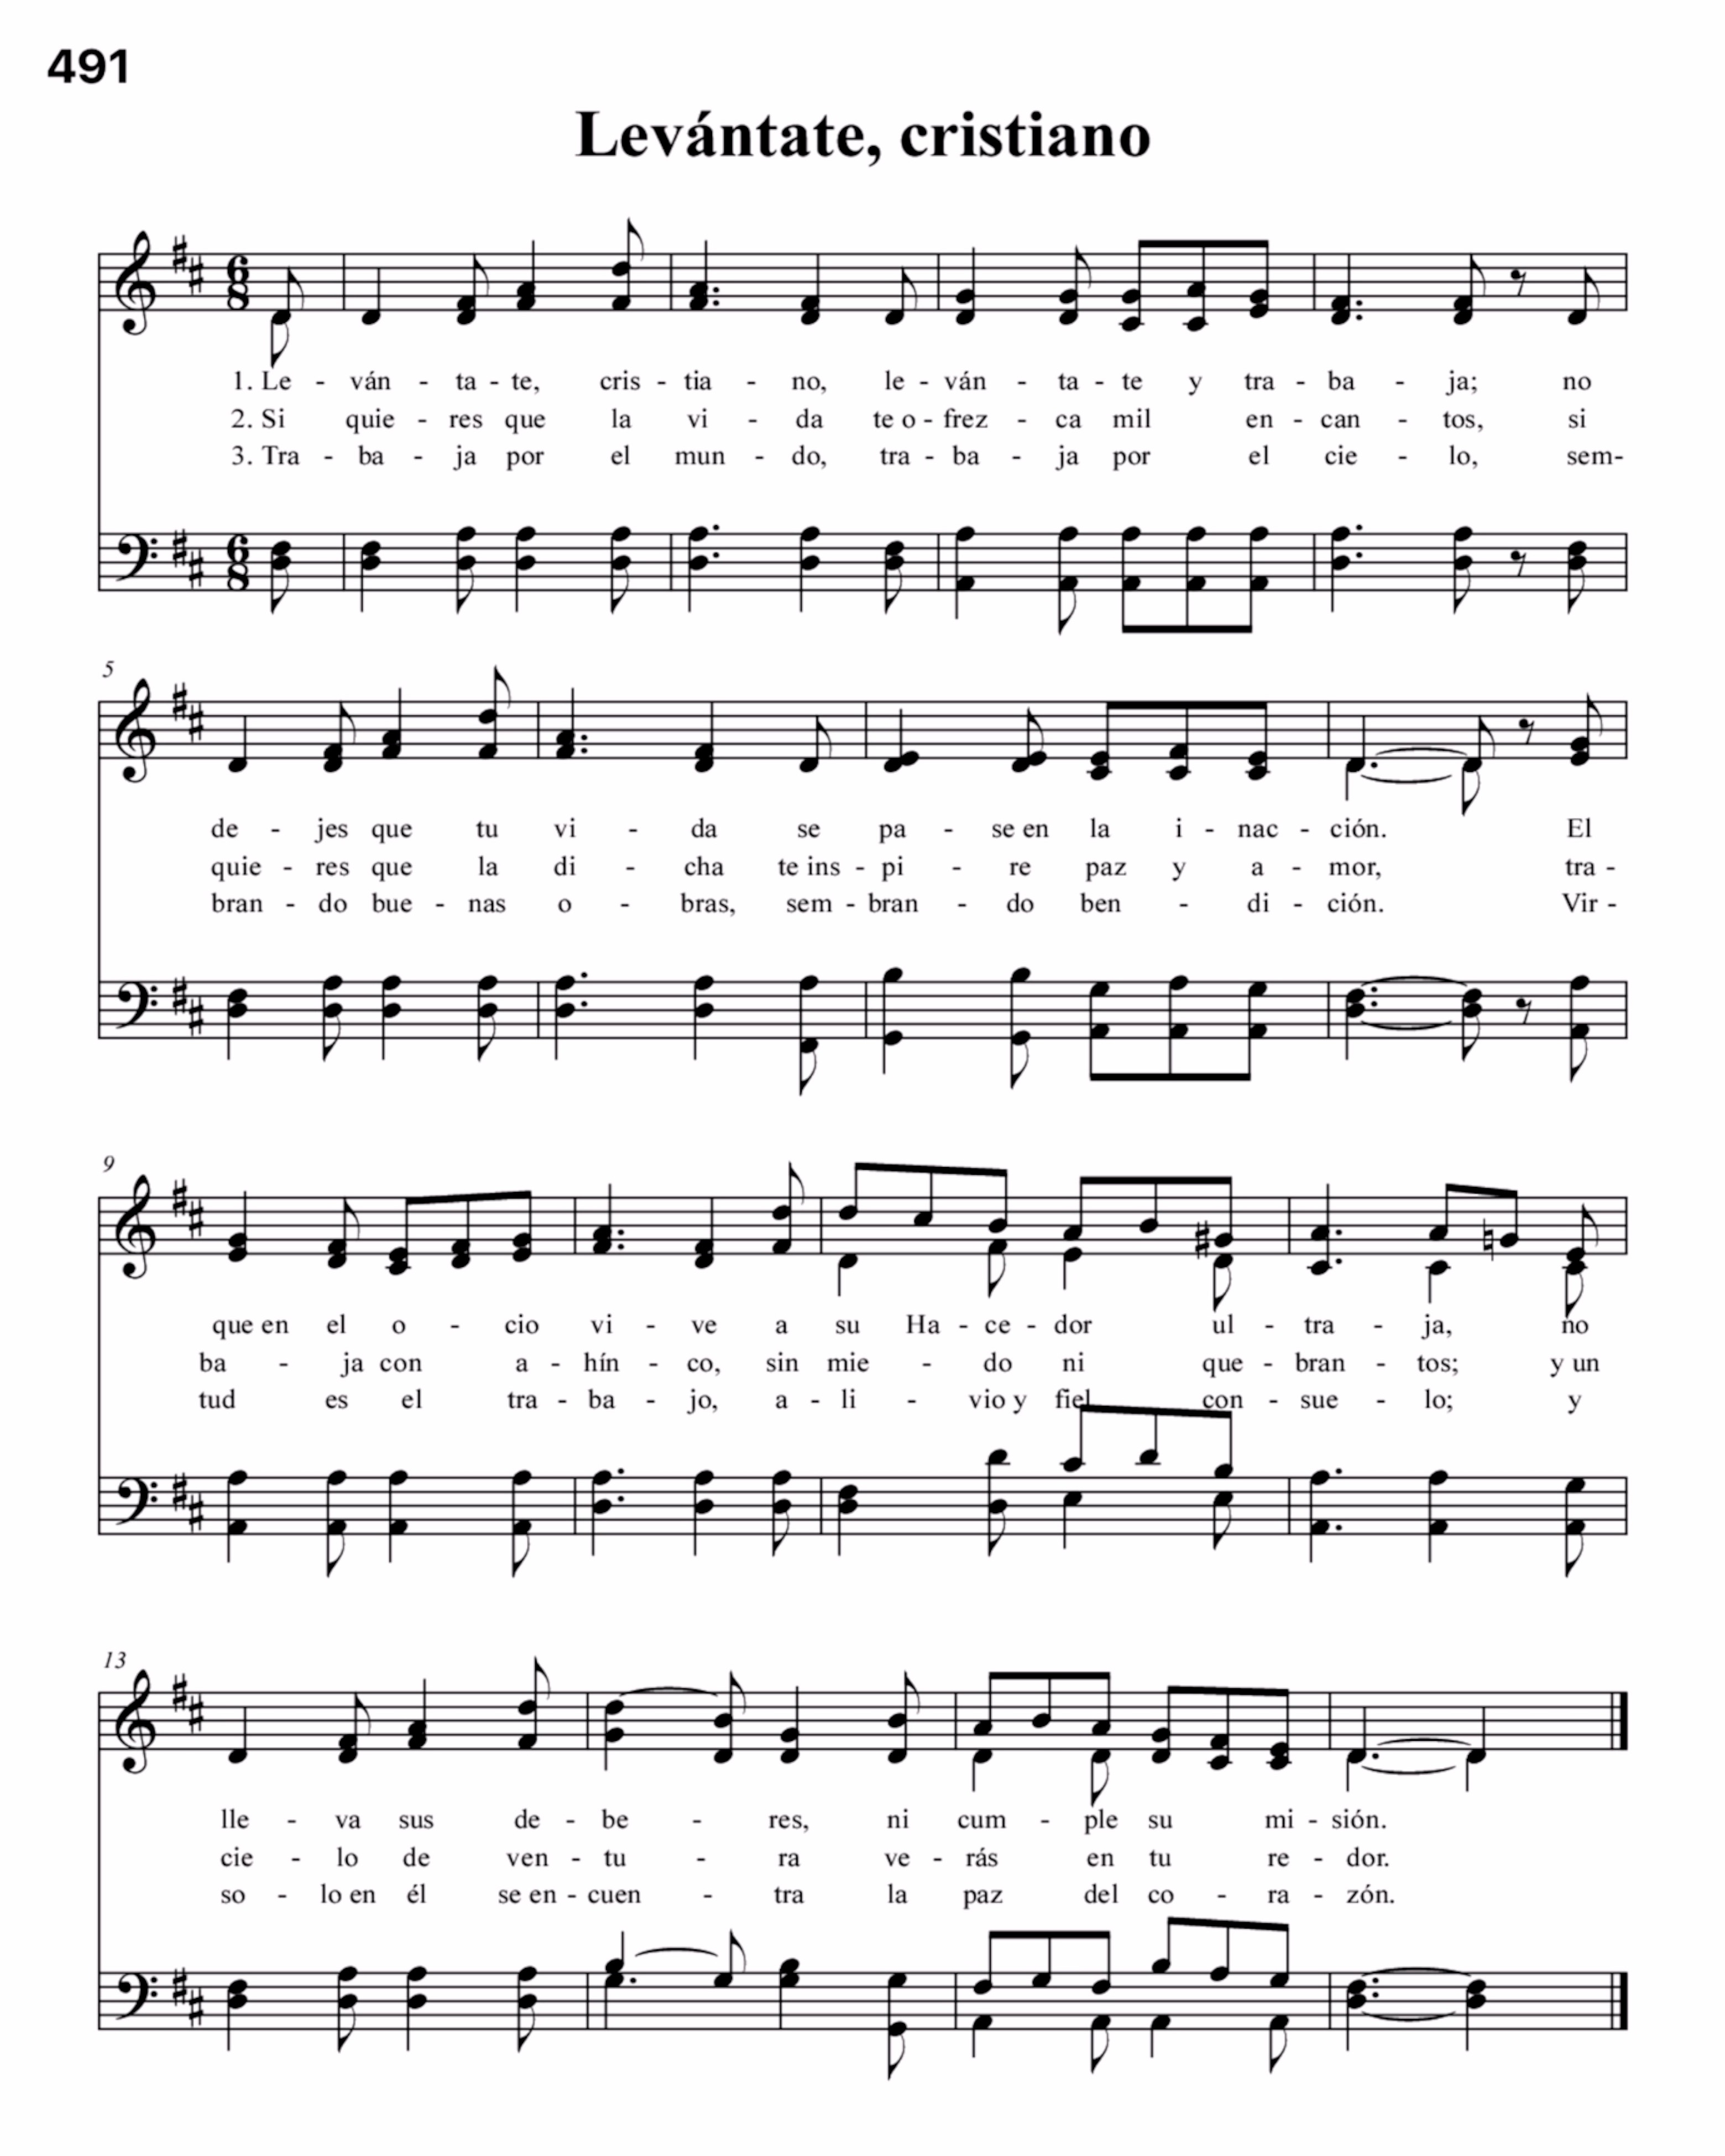 491
Levántate, cristiano
1. Le - ván - ta - te, cris - tia - no, le - ván - ta - te y tra - ba - ja; no
2. Si quie - res que la vi - da te o - frez - ca mil en - can - tos, si
3. Tra - ba - ja por el mun - do, tra - ba - ja por el cie - lo, sem-
5
de - jes que tu vi - da se pa - se en la i - nac - ción. El
quie - res que la di - cha te ins - pi - re paz y a - mor, tra -
bran - do bue - nas o - bras, sem - bran - do ben - di - ción. Vir -
9
que en el o - cio vi - ve a su Ha - ce - dor ul - tra - ja, no
ba - ja con a - hín - co, sin mie - do ni que - bran - tos; y un
tud es el tra - ba - jo, a - li - vio y fiel con - sue - lo; y
13
lle - va sus de - be - res, ni cum - ple su mi - sión.
cie - lo de ven - tu - ra ve - rás en tu re - dor.
so - lo en él se en - cuen - tra la paz del co - ra - zón.